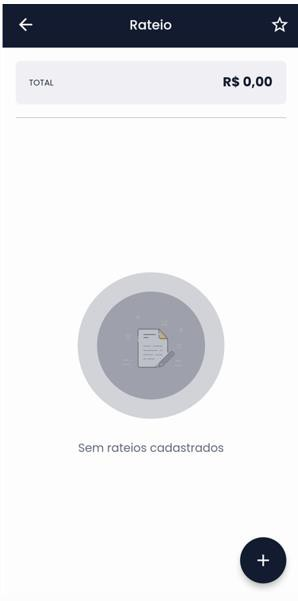 Rateio
TOTAL
R$ 0,00
Sem rateios cadastrados